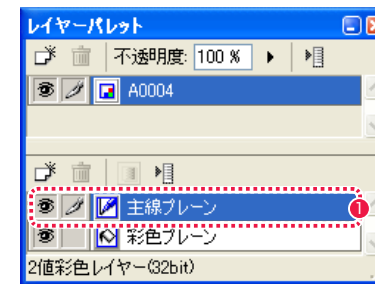 レイヤーパレット
不透明度: 100 %
A0004
主線プレーン
1
彩色プレーン
2値彩色レイヤー(32bit)